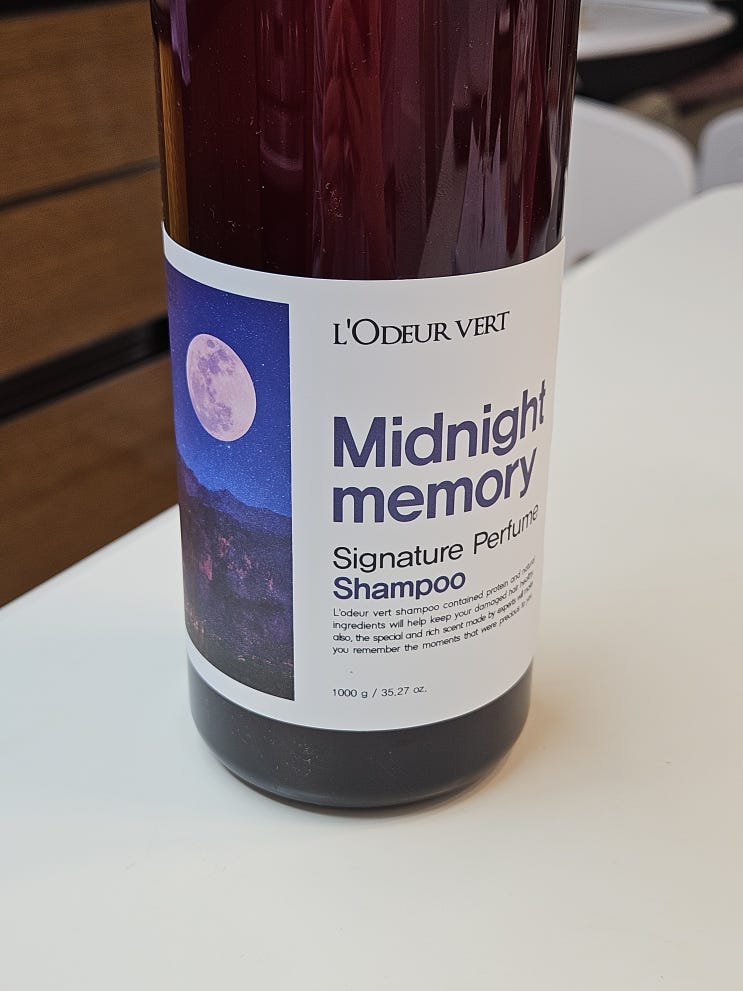 L'ODEUR VERT
Midnight
memory
Signature Perfume
Shampoo
L'odeur vert shampoo contained protein and natural
ingredients will help keep your damaged hair healthy
also, the special and rich scent made by experts will make
you remember the moments that were precious to you.
1000 g / 35.27 oz.